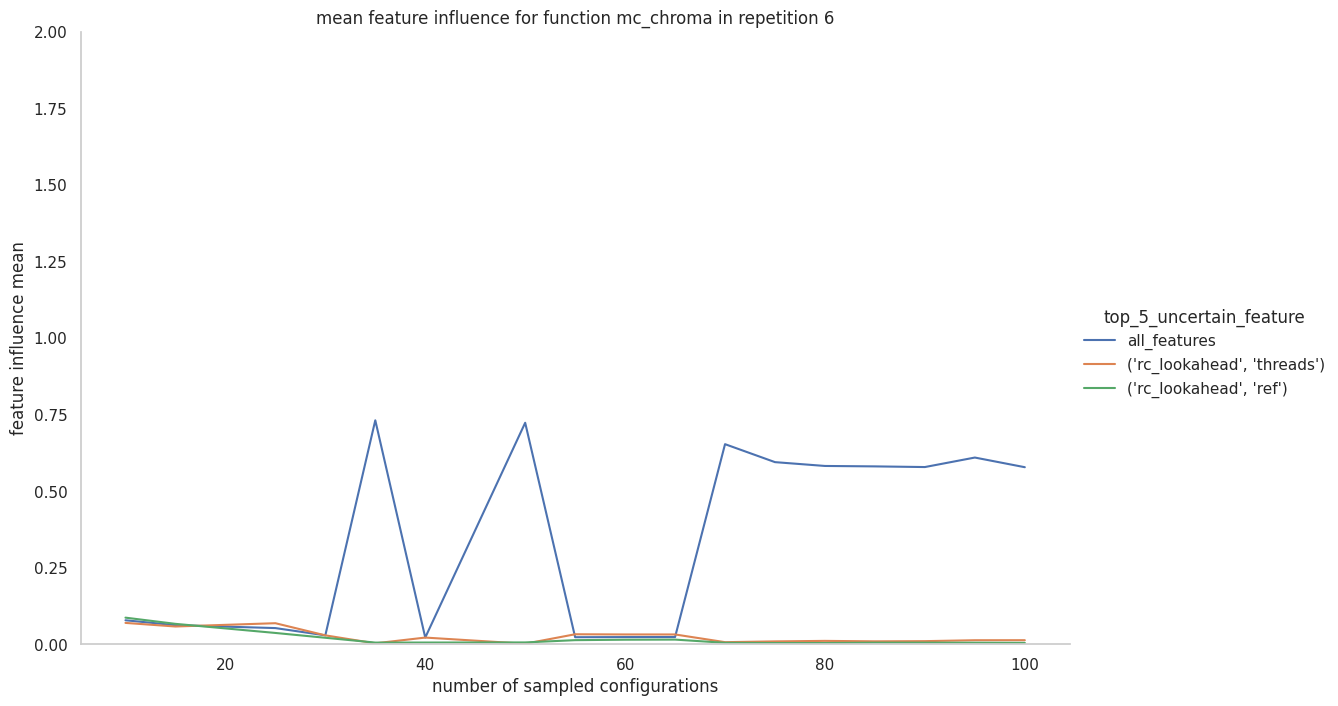 mean feature influence for function mc_chroma in repetition 6
2.00
1.75
1.50
1.25
1.00
0.75
0.50
0.25
0.00
feature influence mean
20
40
60
80
100
number of sampled configurations
top_5_uncertain_feature
all_features
('rc_lookahead', 'threads')
('rc_lookahead', 'ref')